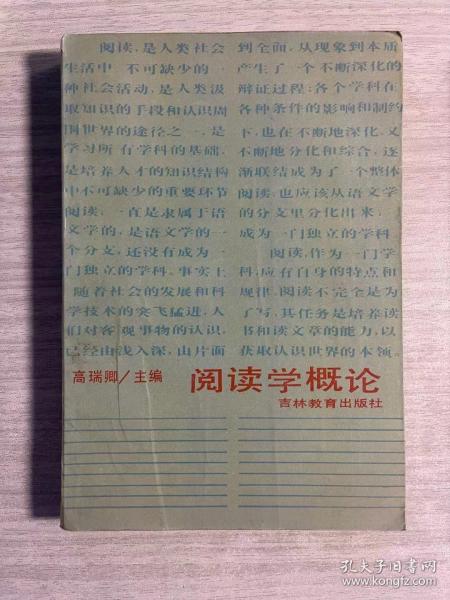 阅读,是人类社会
生活中 不可缺少的一
种社会活动,是人类汲
取知识的手段和认识周
围世界的途径之一,是
学习所有学科的基础,
是培养人才的知识结构
中不可缺少的重要环节
阅读,一直是隶属于语
文学的,是语文学的一
个分支,还没有成为一
门独立的学科。事实上
随着社会的发展和科
学技术的突飞猛进,人
们对客观事物的认识,
已经由浅入深,由片面
到全面,从现象到本质
产生了一个不断深化的
辩证过程;各个学科在
各种条件的影响和制约
下,也在不断地深化,又
不断地分化和综合,逐
渐联结成为了一个整体
阅读,也应该从语文学
的分支里分化出来,
成为一门独立的学科
阅读,作为一门学
科,应有自身的特点和
规律。阅读不完全是为
了写,其任务是培养读
书和读文章的能力,以
获取认识世界的本领。
高瑞卿/主编
阅读学概论
吉林教育出版社
孔夫子旧书网
www.kongfz.com